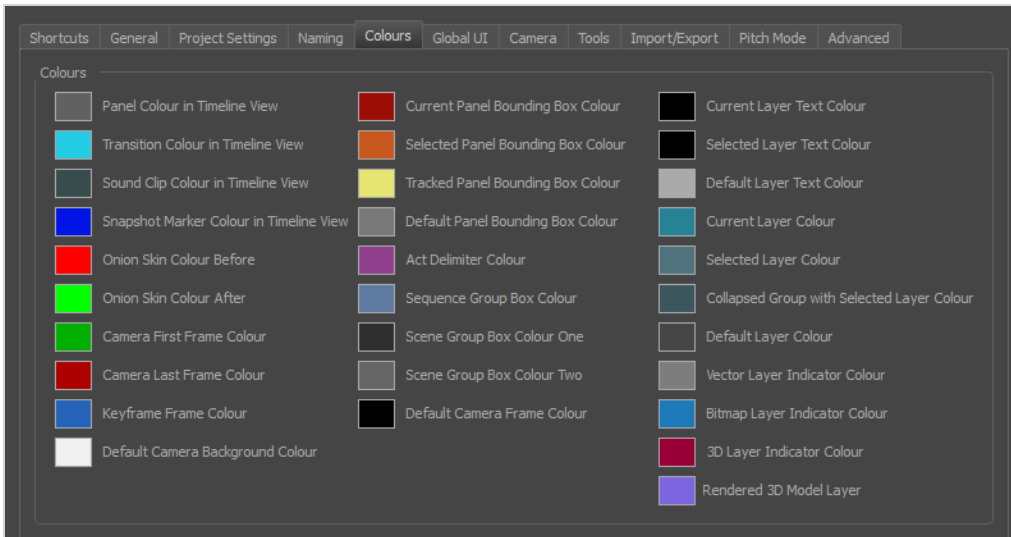 Shortcuts General Project Settings Naming Colours Global UI Camera Tools Import/Export Pitch Mode Advanced
Colours
Panel Colour in Timeline View
Transition Colour in Timeline View
Sound Clip Colour in Timeline View
Snapshot Marker Colour in Timeline View
Onion Skin Colour Before
Onion Skin Colour After
Camera First Frame Colour
Camera Last Frame Colour
Keyframe Frame Colour
Default Camera Background Colour
Current Panel Bounding Box Colour
Selected Panel Bounding Box Colour
Tracked Panel Bounding Box Colour
Default Panel Bounding Box Colour
Act Delimiter Colour
Sequence Group Box Colour
Scene Group Box Colour One
Scene Group Box Colour Two
Default Camera Frame Colour
Current Layer Text Colour
Selected Layer Text Colour
Default Layer Text Colour
Current Layer Colour
Selected Layer Colour
Collapsed Group with Selected Layer Colour
Default Layer Colour
Vector Layer Indicator Colour
Bitmap Layer Indicator Colour
3D Layer Indicator Colour
Rendered 3D Model Layer